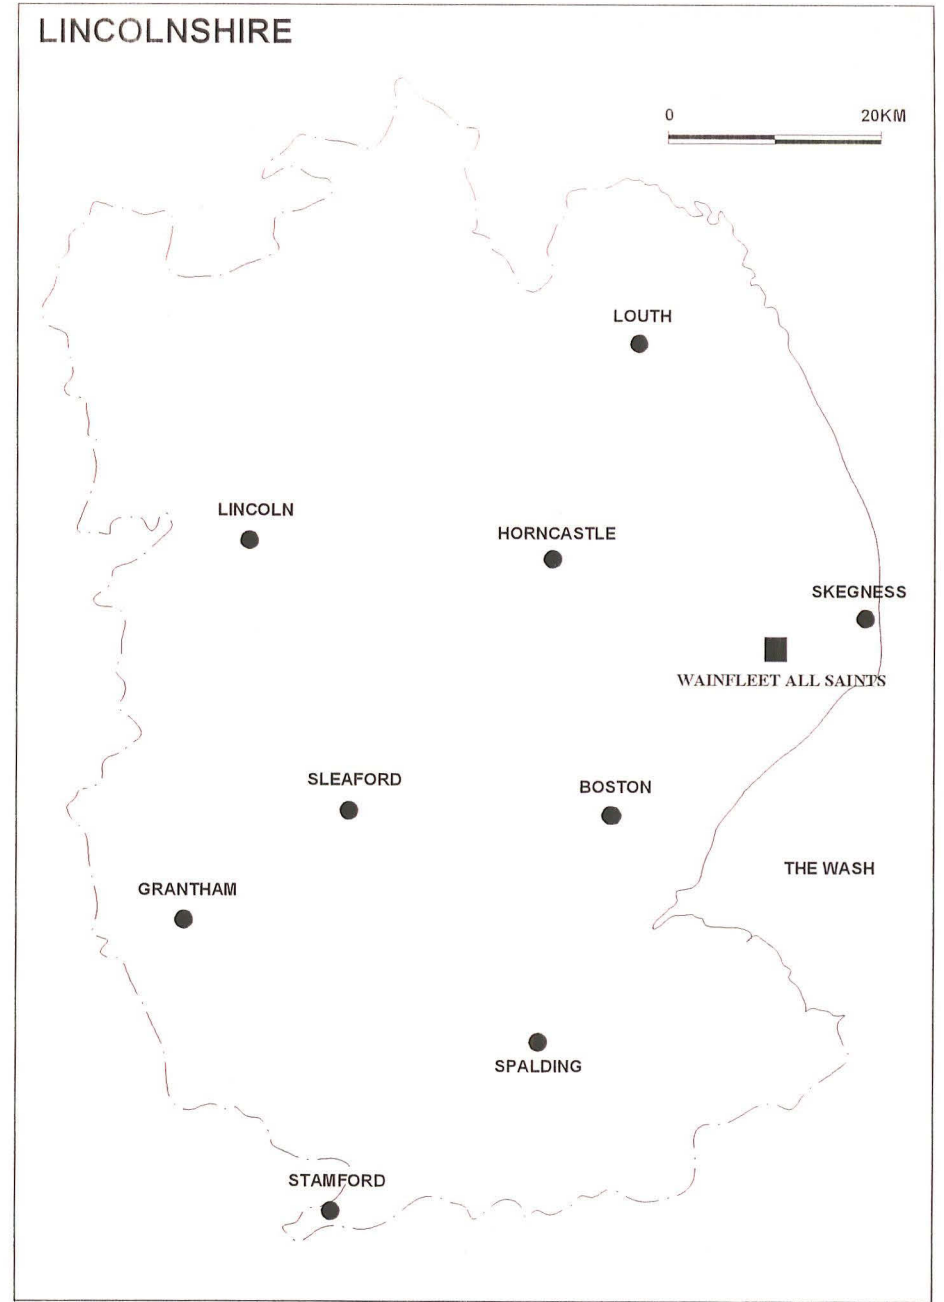 LINCOLNSHIRE
0 20KM
LOUTH
LINCOLN
HORNCASTLE
SKEGNESS
WAINFLEET ALL SAINTS
SLEAFORD
BOSTON
THE WASH
GRANTHAM
SPALDING
STAMFORD